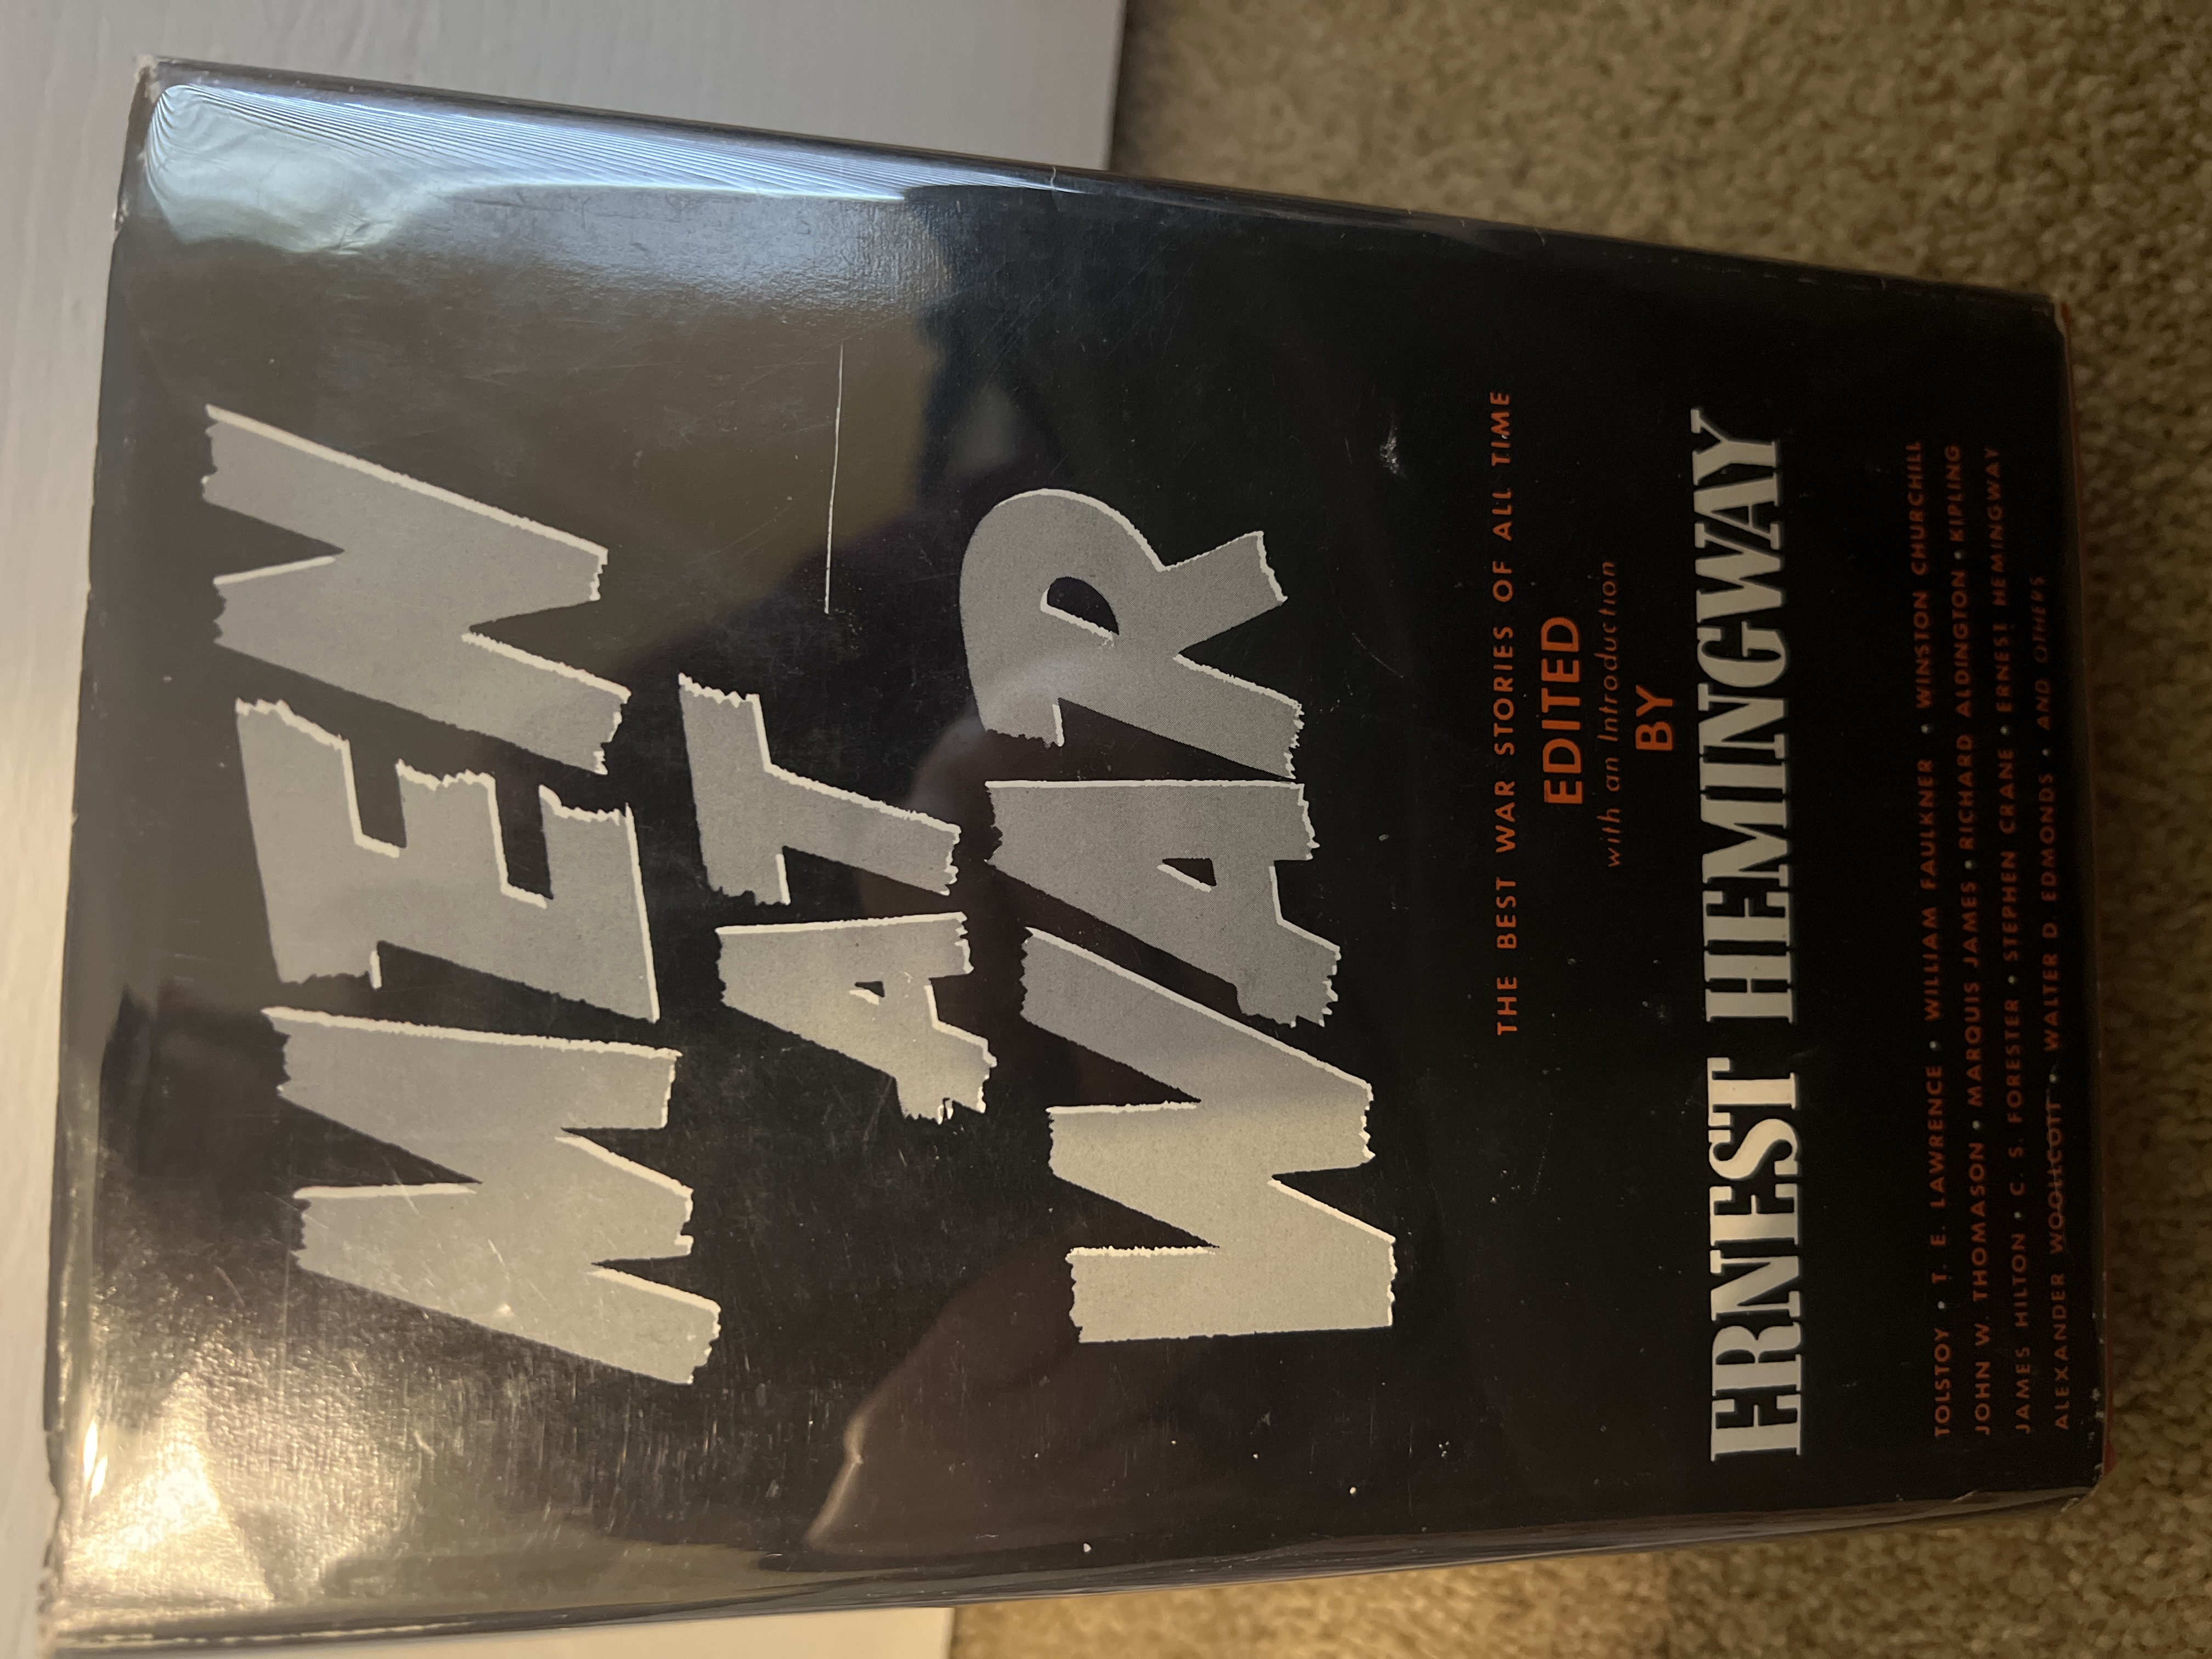 MEN
AT
WAR
THE BEST WAR STORIES OF ALL TIME
EDITED
with an Introduction
BY
ERNEST HEMINGWAY
TOLSTOY • T. E. LAWRENCE • WILLIAM FAULKNER • WINSTON CHURCHILL
JOHN W. THOMASON • MARQUIS JAMES • RICHARD ALDINGTON • KIPLING
JAMES HILTON • C. S. FORESTER • STEPHEN CRANE • ERNEST HEMINGWAY
ALEXANDER WOOLLCOTT • WALTER D. EDMONDS • AND OTHERS